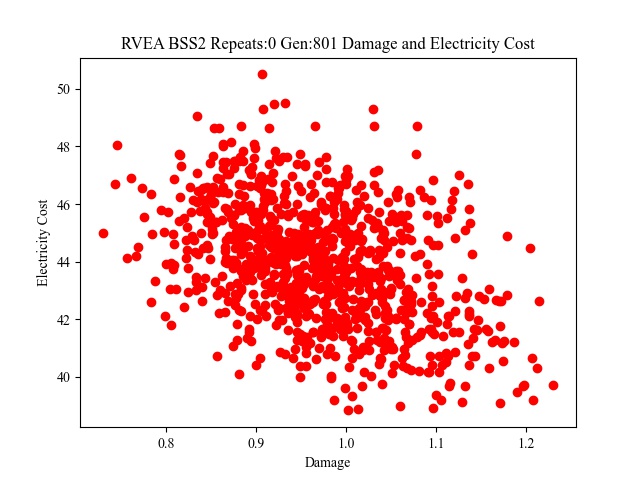 RVEA BSS2 Repeats:0 Gen:801 Damage and Electricity Cost
50
48
46
44
42
40
Electricity Cost
0.8 0.9 1.0 1.1 1.2
Damage